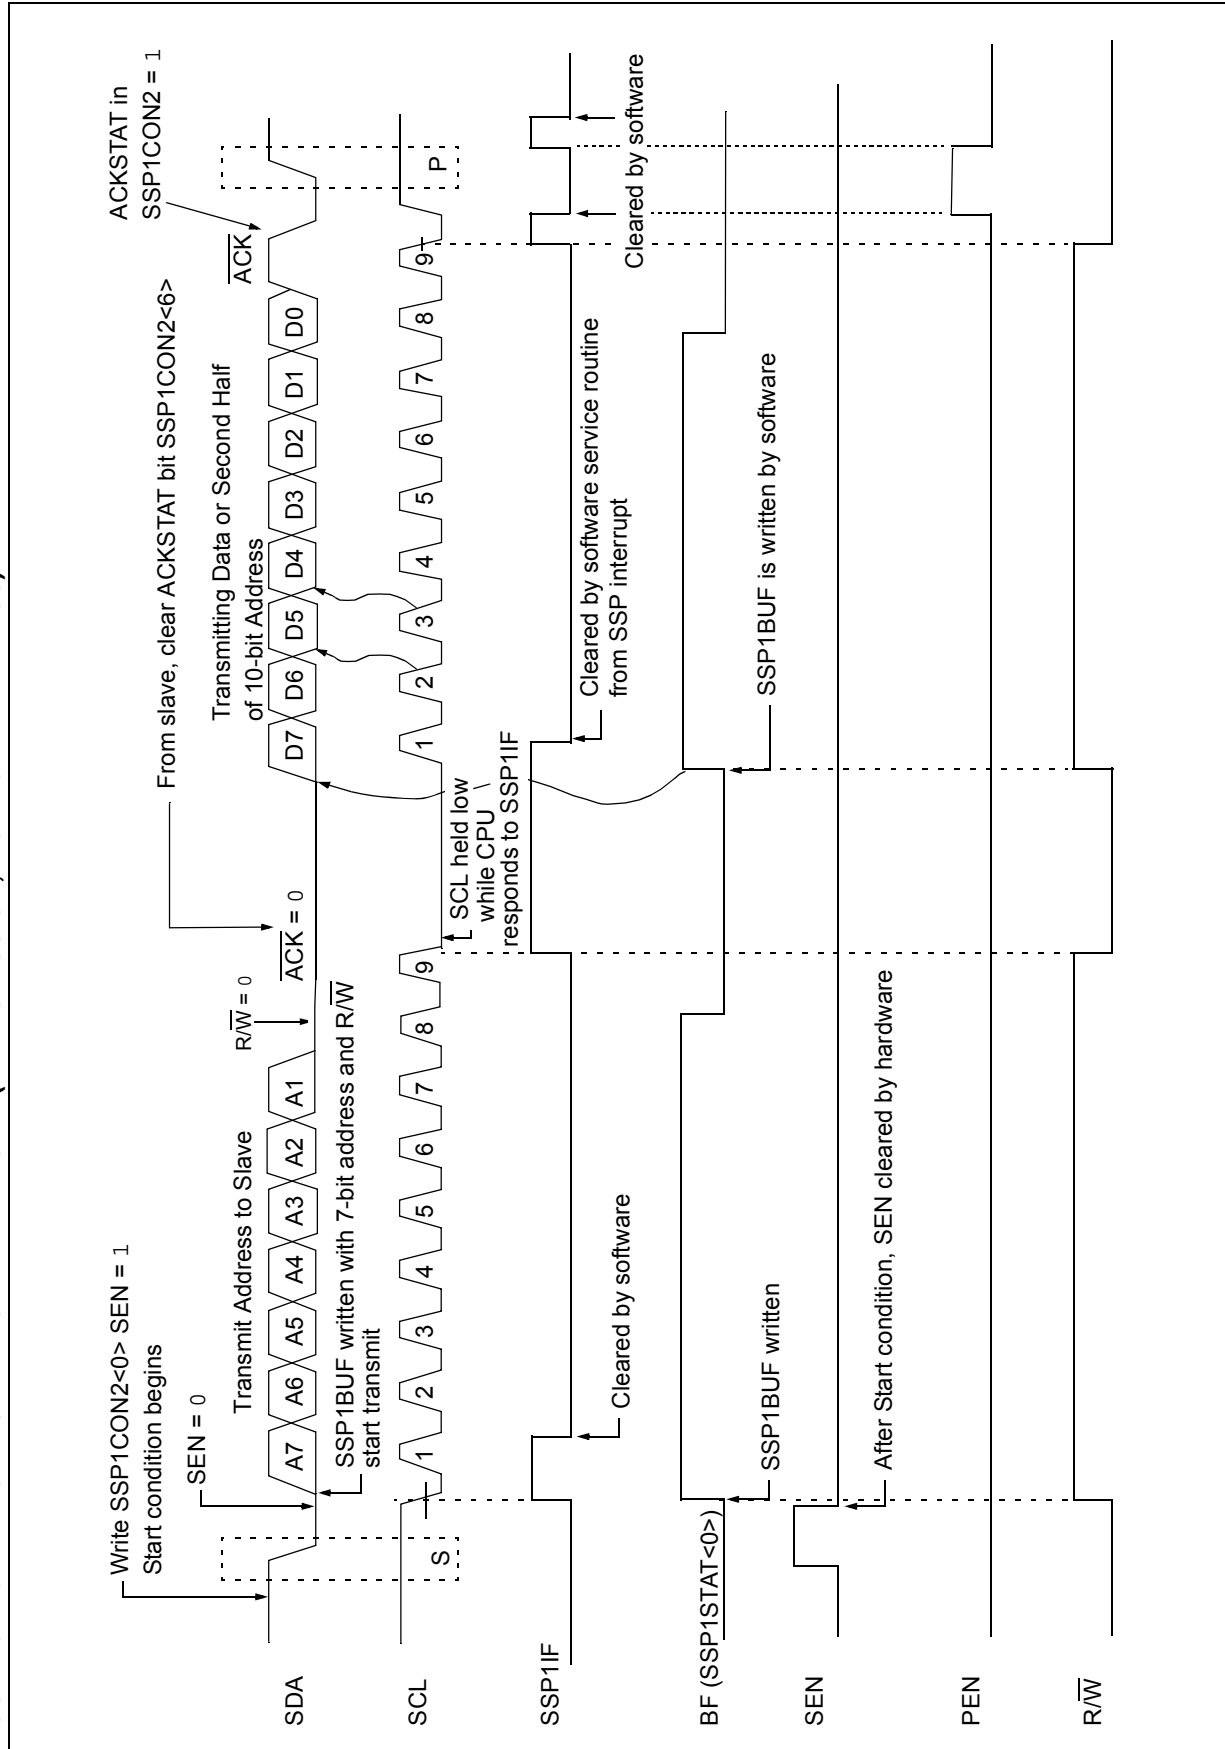 Write SSP1CON2<0> SEN = 1
Start condition begins
SEN = 0
Transmit Address to Slave
R/W̅ = 0
From slave, clear ACKSTAT bit SSP1CON2<6>
A̅C̅K̅ = 0
Transmitting Data or Second Half
of 10-bit Address
A̅C̅K̅
ACKSTAT in
SSP1CON2 = 1
SDA
A7 A6 A5 A4 A3 A2 A1 D7 D6 D5 D4 D3 D2 D1 D0
SSP1BUF written with 7-bit address and R/W̅
start transmit
SCL
S
1 2 3 4 5 6 7 8 9 1 2 3 4 5 6 7 8 9
P
SCL held low
while CPU
responds to SSP1IF
SSP1IF
Cleared by software
Cleared by software service routine
from SSP interrupt
Cleared by software
Cleared by software
BF (SSP1STAT<0>)
SSP1BUF written
SSP1BUF is written by software
SEN
After Start condition, SEN cleared by hardware
PEN
R/W̅